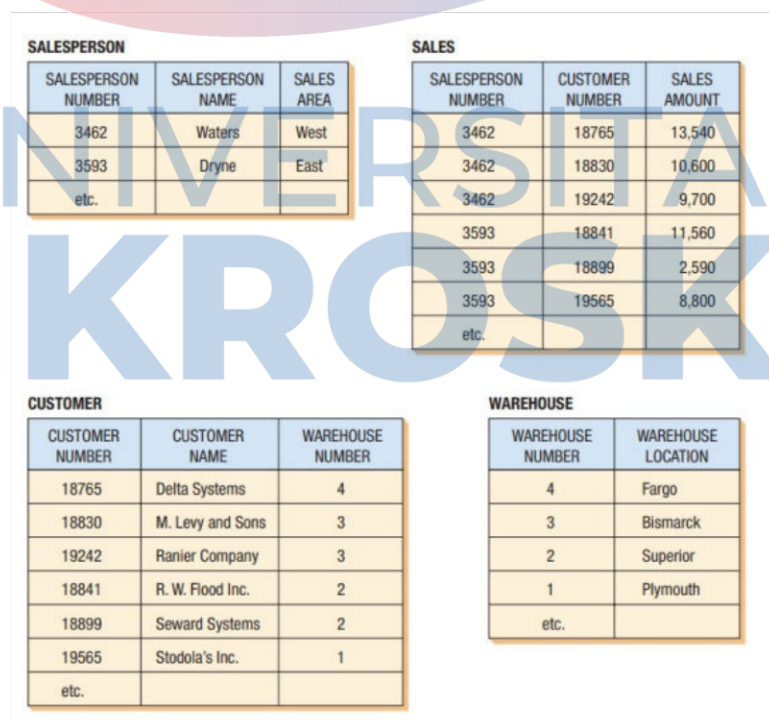 SALESPERSON
SALESPERSON NUMBER SALESPERSON NAME SALES AREA
3462 Waters West
3593 Dryne East
etc.
SALES
SALESPERSON NUMBER CUSTOMER NUMBER SALES AMOUNT
3462 18765 13,540
3462 18830 10,600
3462 19242 9,700
3593 18841 11,560
3593 18899 2,590
3593 19565 8,800
etc.
NIVERSITA
KROSK
CUSTOMER
CUSTOMER NUMBER CUSTOMER NAME WAREHOUSE NUMBER
18765 Delta Systems 4
18830 M. Levy and Sons 3
19242 Ranier Company 3
18841 R. W. Flood Inc. 2
18899 Seward Systems 2
19565 Stodola's Inc. 1
etc.
WAREHOUSE
WAREHOUSE NUMBER WAREHOUSE LOCATION
4 Fargo
3 Bismarck
2 Superior
1 Plymouth
etc.